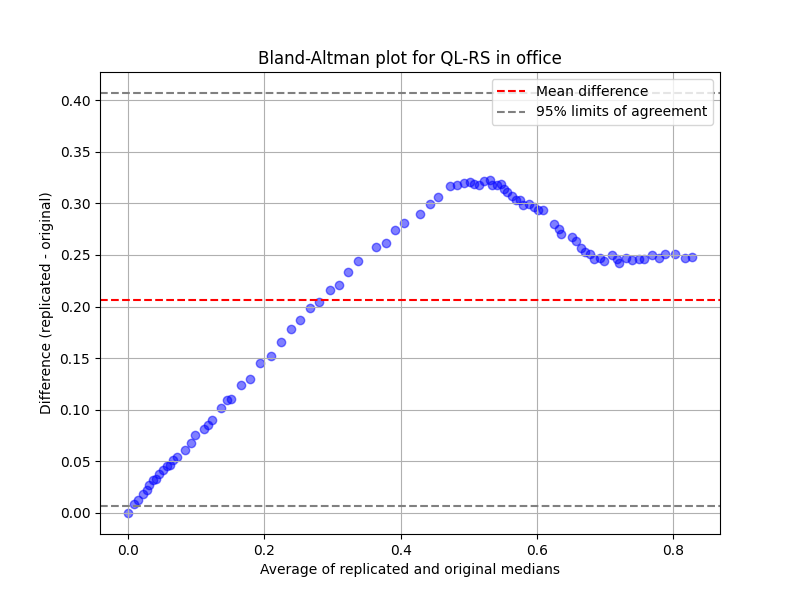 Bland-Altman plot for QL-RS in office
Mean difference
95% limits of agreement
Difference (replicated - original)
0.40
0.35
0.30
0.25
0.20
0.15
0.10
0.05
0.00
0.0 0.2 0.4 0.6 0.8
Average of replicated and original medians